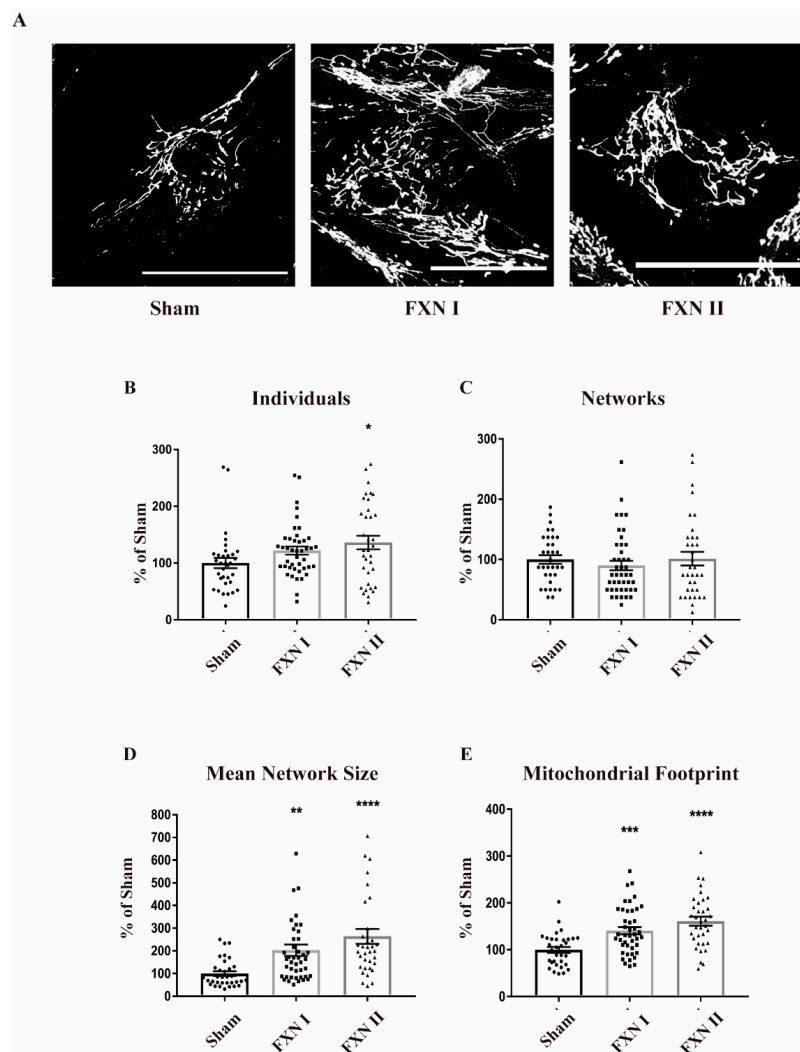 A
Sham FXN I FXN II
B Individuals
*
% of Sham
300
200
100
0
Sham FXN I FXN II
C Networks
% of Sham
300
200
100
0
Sham FXN I FXN II
D Mean Network Size
** ****
% of Sham
800
700
600
500
400
300
200
100
0
Sham FXN I FXN II
E Mitochondrial Footprint
*** ****
% of Sham
400
300
200
100
0
Sham FXN I FXN II